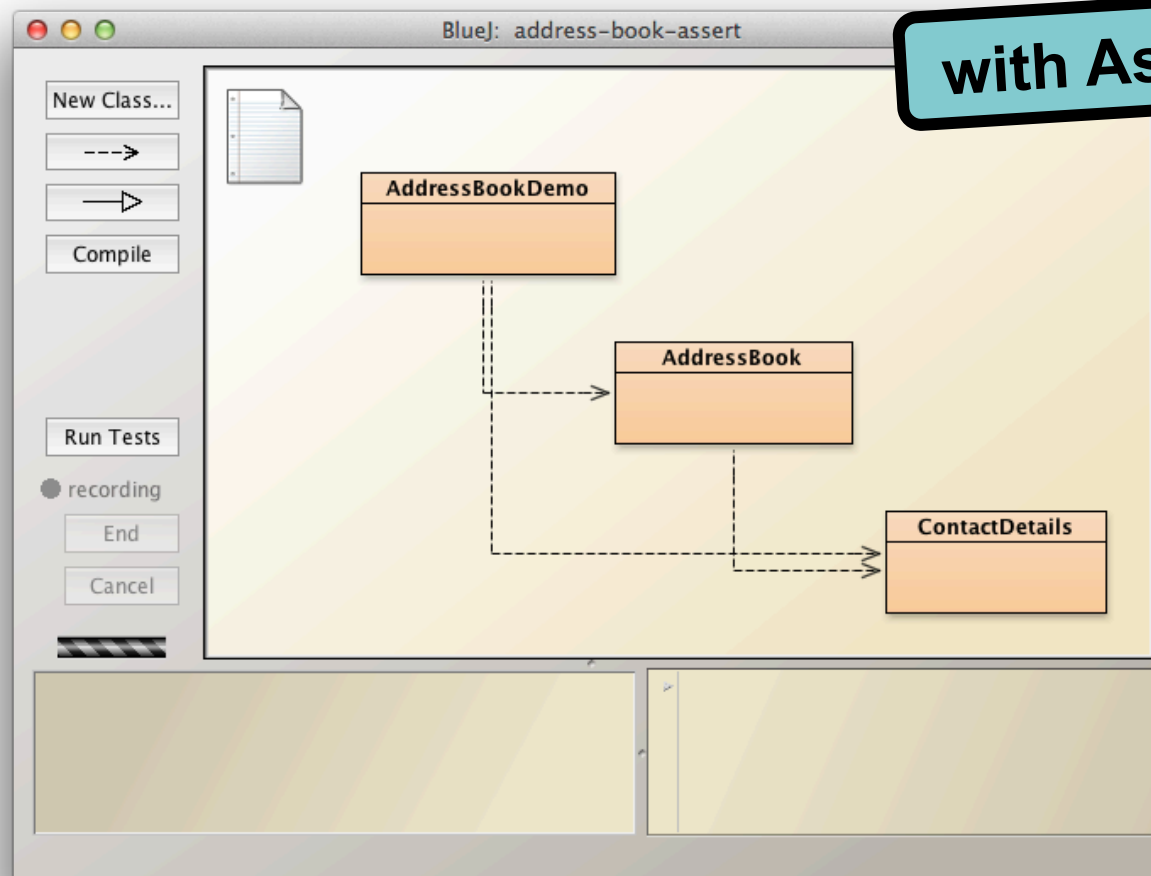 BlueJ: address-book-assert
with As
New Class...
Compile
Run Tests
recording
End
Cancel
AddressBookDemo
AddressBook
ContactDetails